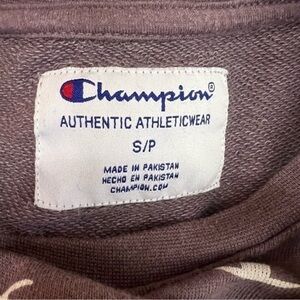 Champion
AUTHENTIC ATHLETICWEAR
S/P
MADE IN PAKISTAN
HECHO EN PAKISTAN
CHAMPION.COM